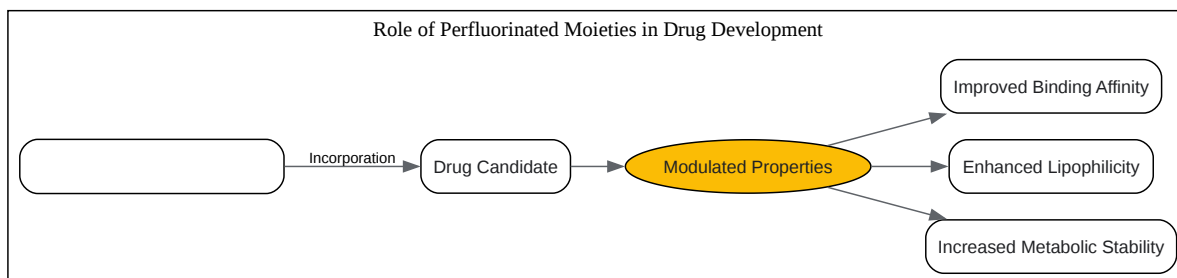 Role of Perfluorinated Moieties in Drug Development
Incorporation
Drug Candidate
Modulated Properties
Improved Binding Affinity
Enhanced Lipophilicity
Increased Metabolic Stability